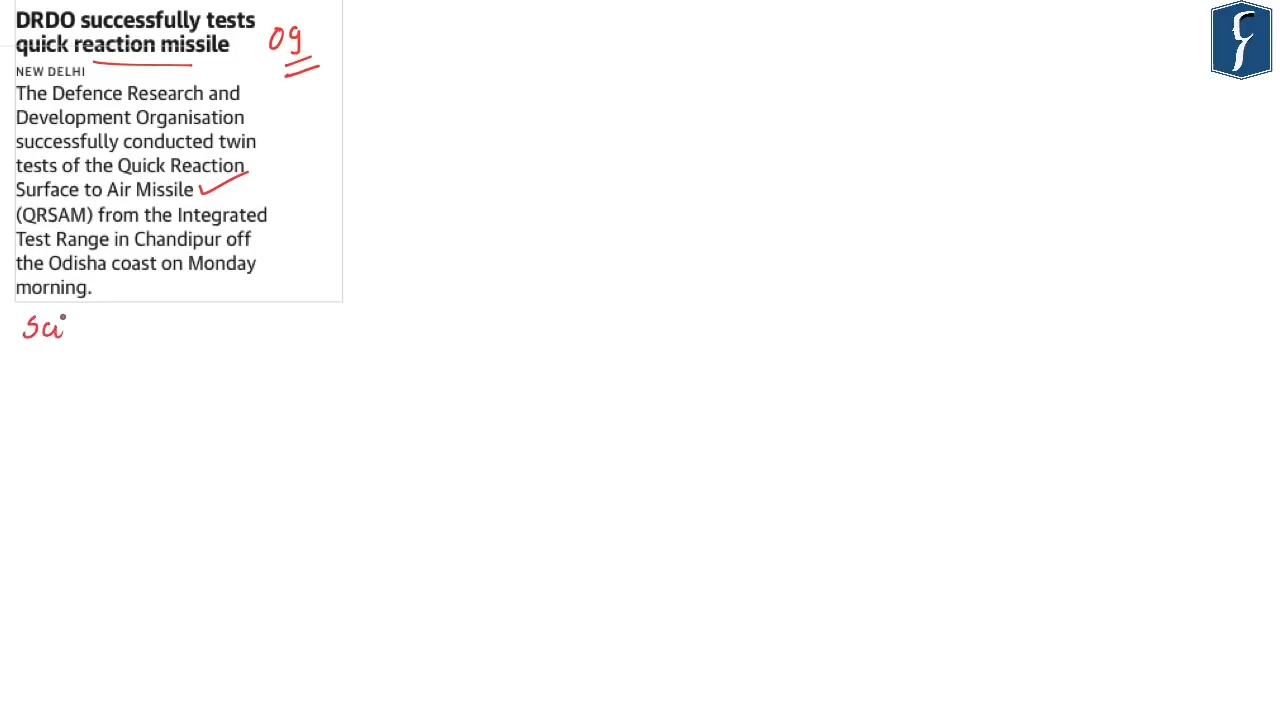 DRDO successfully tests
quick reaction missile
09
NEW DELHI
The Defence Research and
Development Organisation
successfully conducted twin
tests of the Quick Reaction
Surface to Air Missile
(QRSAM) from the Integrated
Test Range in Chandipur off
the Odisha coast on Monday
morning.
Sci